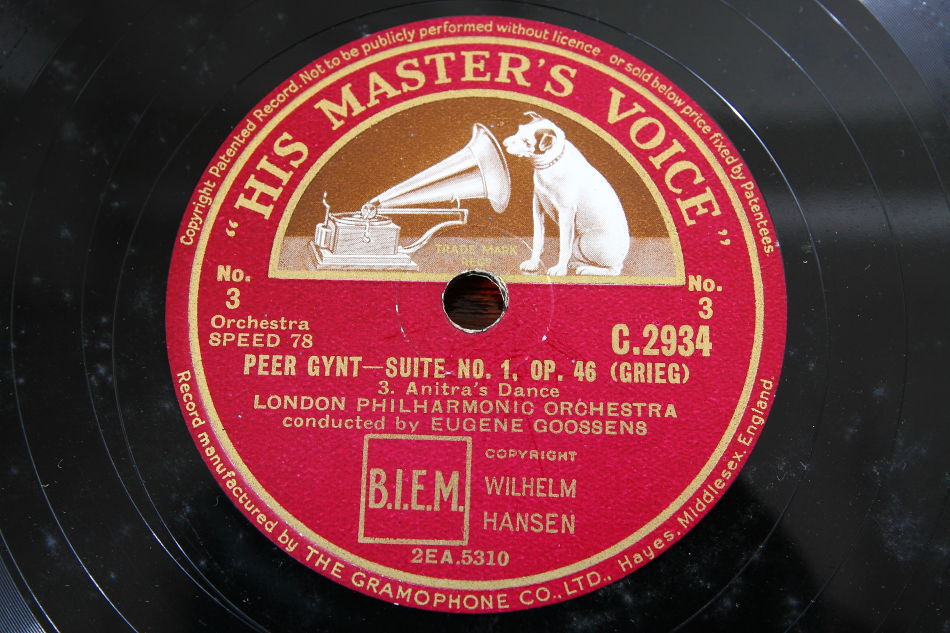 Copyright Patented Record. Not to be publicly performed without licence or sold below price fixed by Patentees.
"HIS MASTER'S VOICE"
TRADE MARK
No. 3
No. 3
Orchestra
SPEED 78
C.2934
PEER GYNT—SUITE NO. 1, OP. 46 (GRIEG)
3. Anitra's Dance
LONDON PHILHARMONIC ORCHESTRA
conducted by EUGENE GOOSSENS
B.I.E.M.
COPYRIGHT
WILHELM
HANSEN
2EA.5310
Record manufactured by THE GRAMOPHONE CO., LTD., Hayes, Middlesex, England.